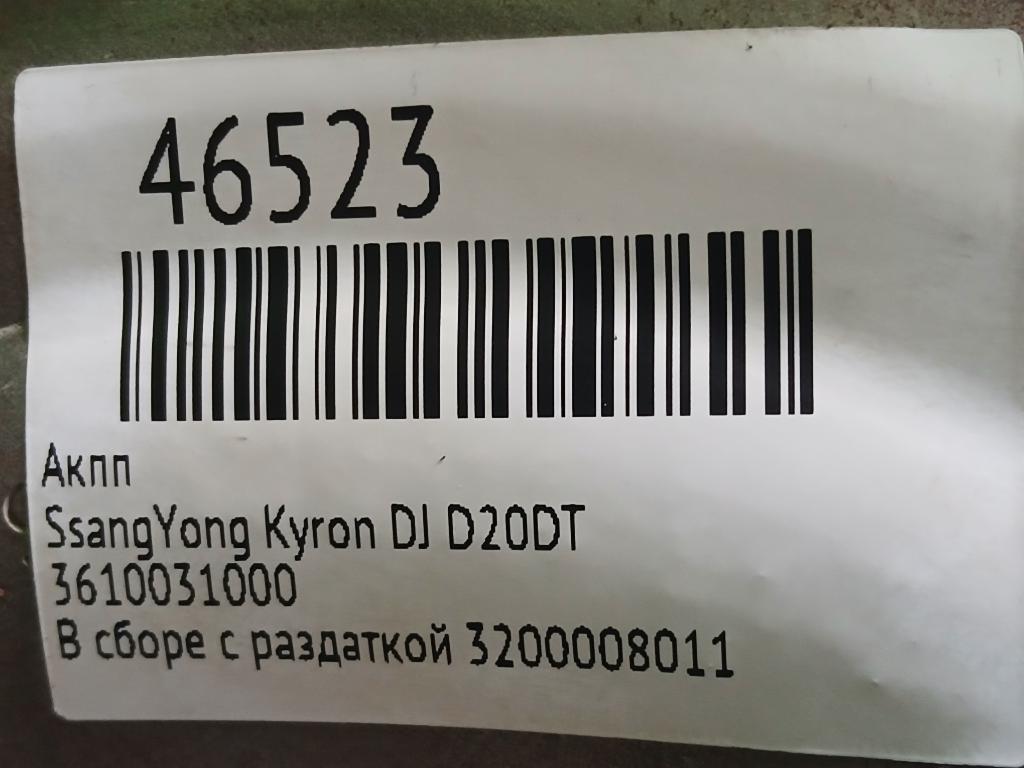 46523
Акпп
SsangYong Kyron DJ D20DT
3610031000
В сборе с раздаткой 3200008011